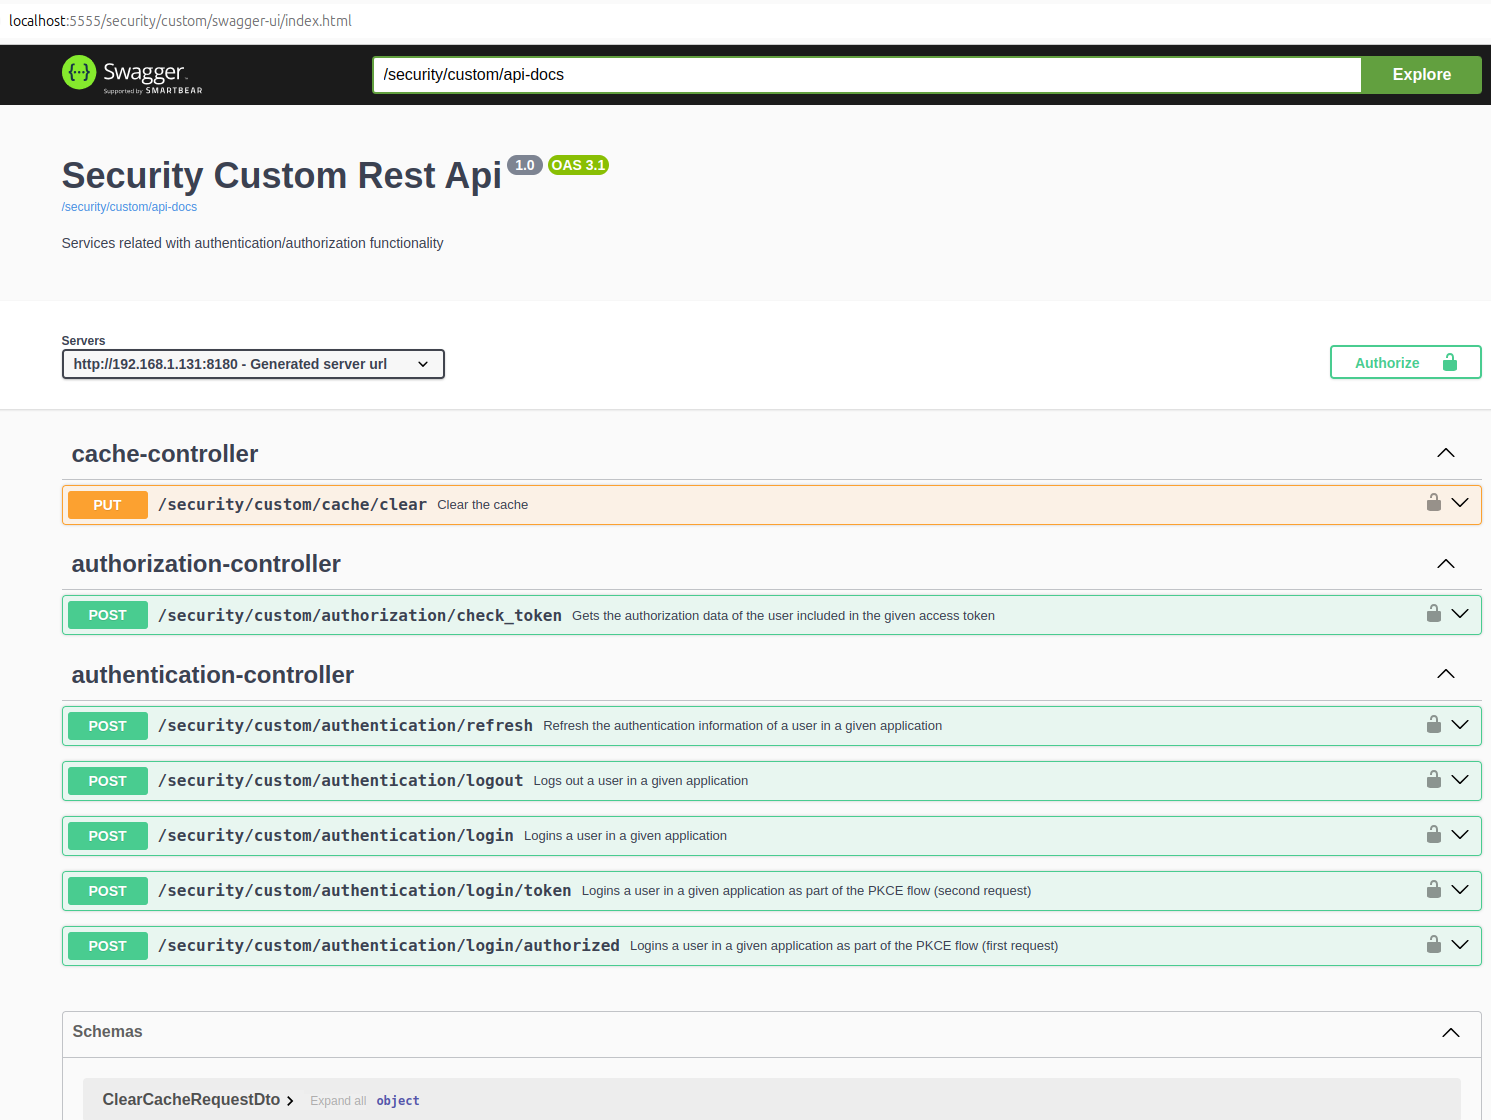 localhost:5555/security/custom/swagger-ui/index.html
{···} Swagger™
Supported by SMARTBEAR
/security/custom/api-docs Explore
Security Custom Rest Api 1.0 OAS 3.1
/security/custom/api-docs
Services related with authentication/authorization functionality
Servers
http://192.168.1.131:8180 - Generated server url
Authorize
cache-controller
PUT /security/custom/cache/clear Clear the cache
authorization-controller
POST /security/custom/authorization/check_token Gets the authorization data of the user included in the given access token
authentication-controller
POST /security/custom/authentication/refresh Refresh the authentication information of a user in a given application
POST /security/custom/authentication/logout Logs out a user in a given application
POST /security/custom/authentication/login Logins a user in a given application
POST /security/custom/authentication/login/token Logins a user in a given application as part of the PKCE flow (second request)
POST /security/custom/authentication/login/authorized Logins a user in a given application as part of the PKCE flow (first request)
Schemas
ClearCacheRequestDto Expand all object